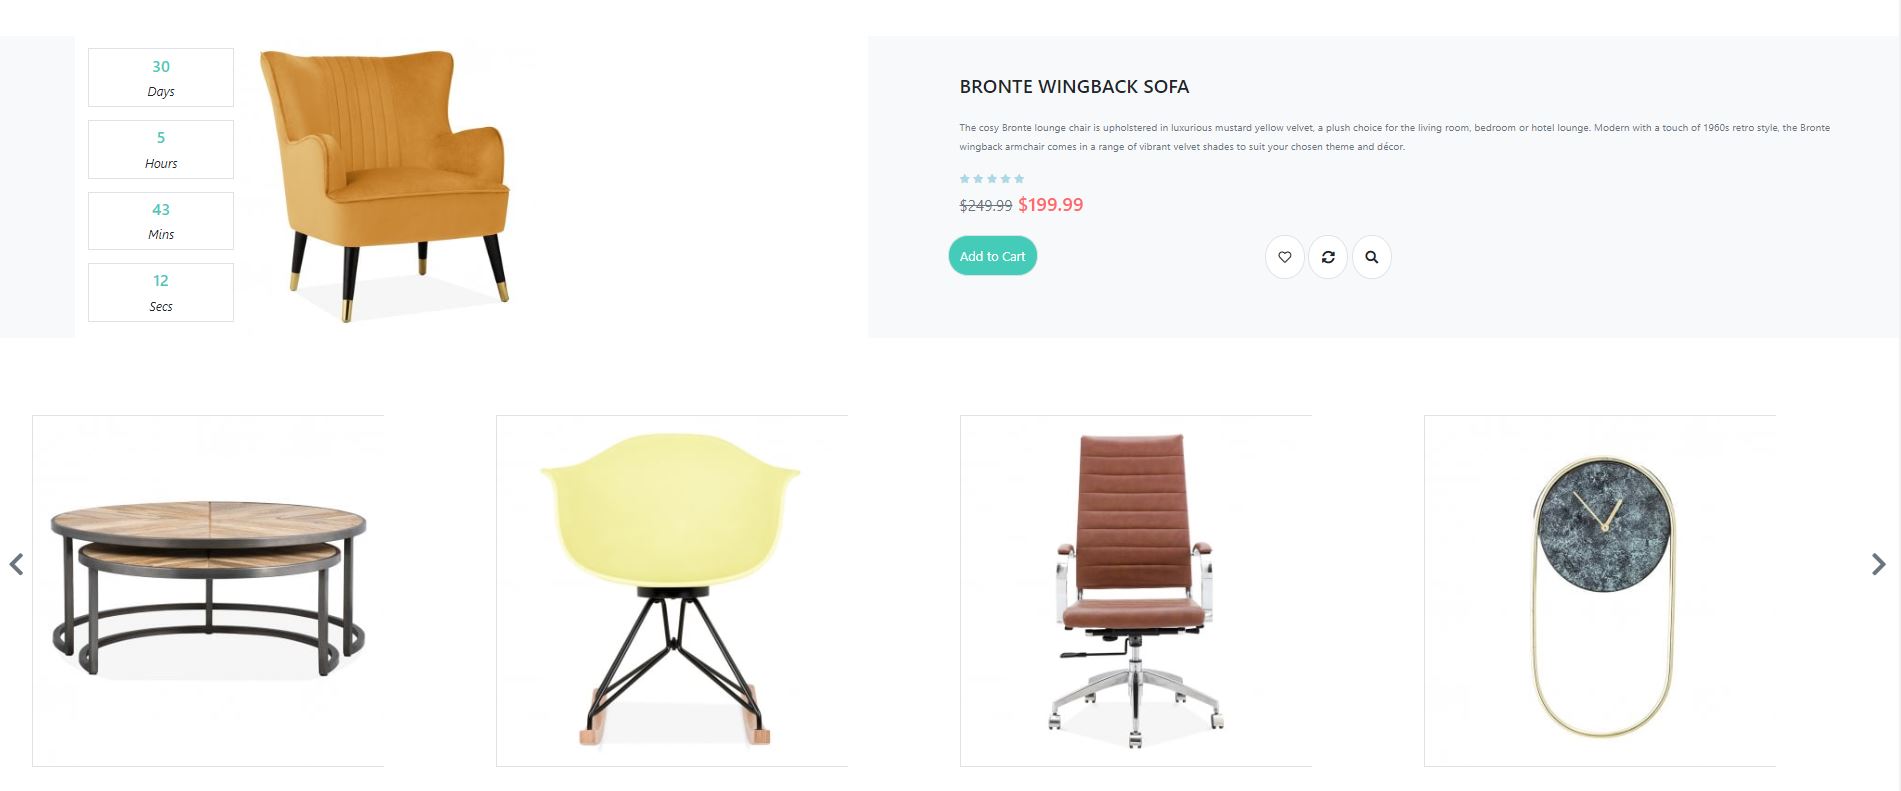 30
Days
5
Hours
43
Mins
12
Secs
BRONTE WINGBACK SOFA
The cosy Bronte lounge chair is upholstered in luxurious mustard yellow velvet, a plush choice for the living room, bedroom or hotel lounge. Modern with a touch of 1960s retro style, the Bronte
wingback armchair comes in a range of vibrant velvet shades to suit your chosen theme and décor.
$249.99 $199.99
Add to Cart